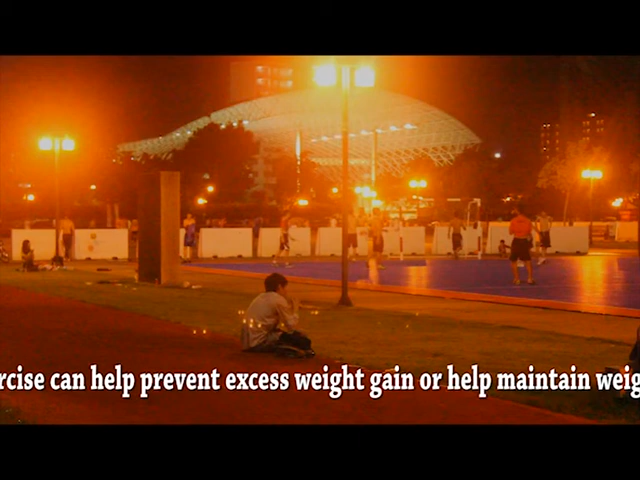 rcise can help prevent excess weight gain or help maintain weig